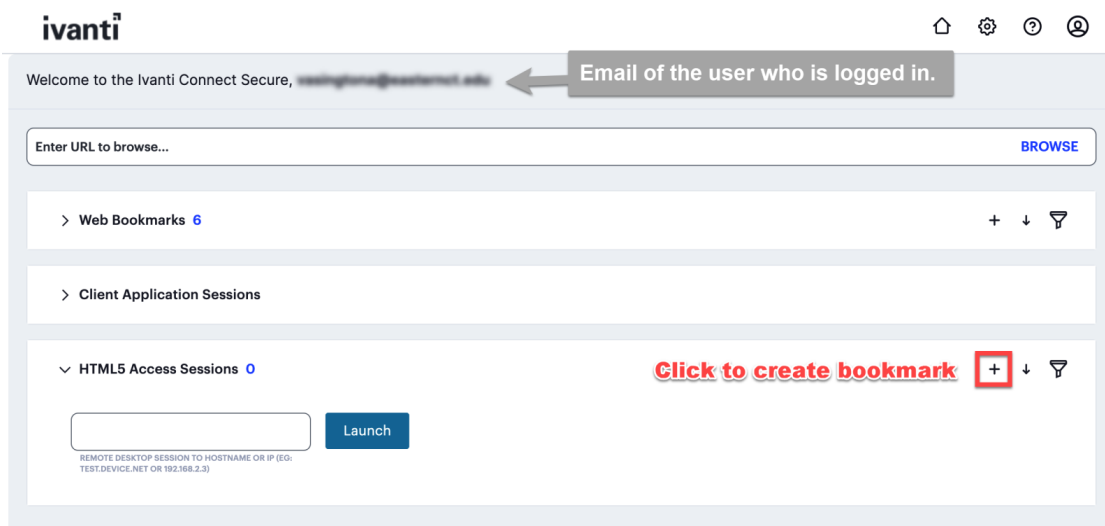 ivanti
Welcome to the Ivanti Connect Secure,
Email of the user who is logged in.
Enter URL to browse... BROWSE
Web Bookmarks 6
Client Application Sessions
HTML5 Access Sessions 0 Click to create bookmark
Launch
REMOTE DESKTOP SESSION TO HOSTNAME OR IP (EG:
TEST.DEVICE.NET OR 192.168.2.3)